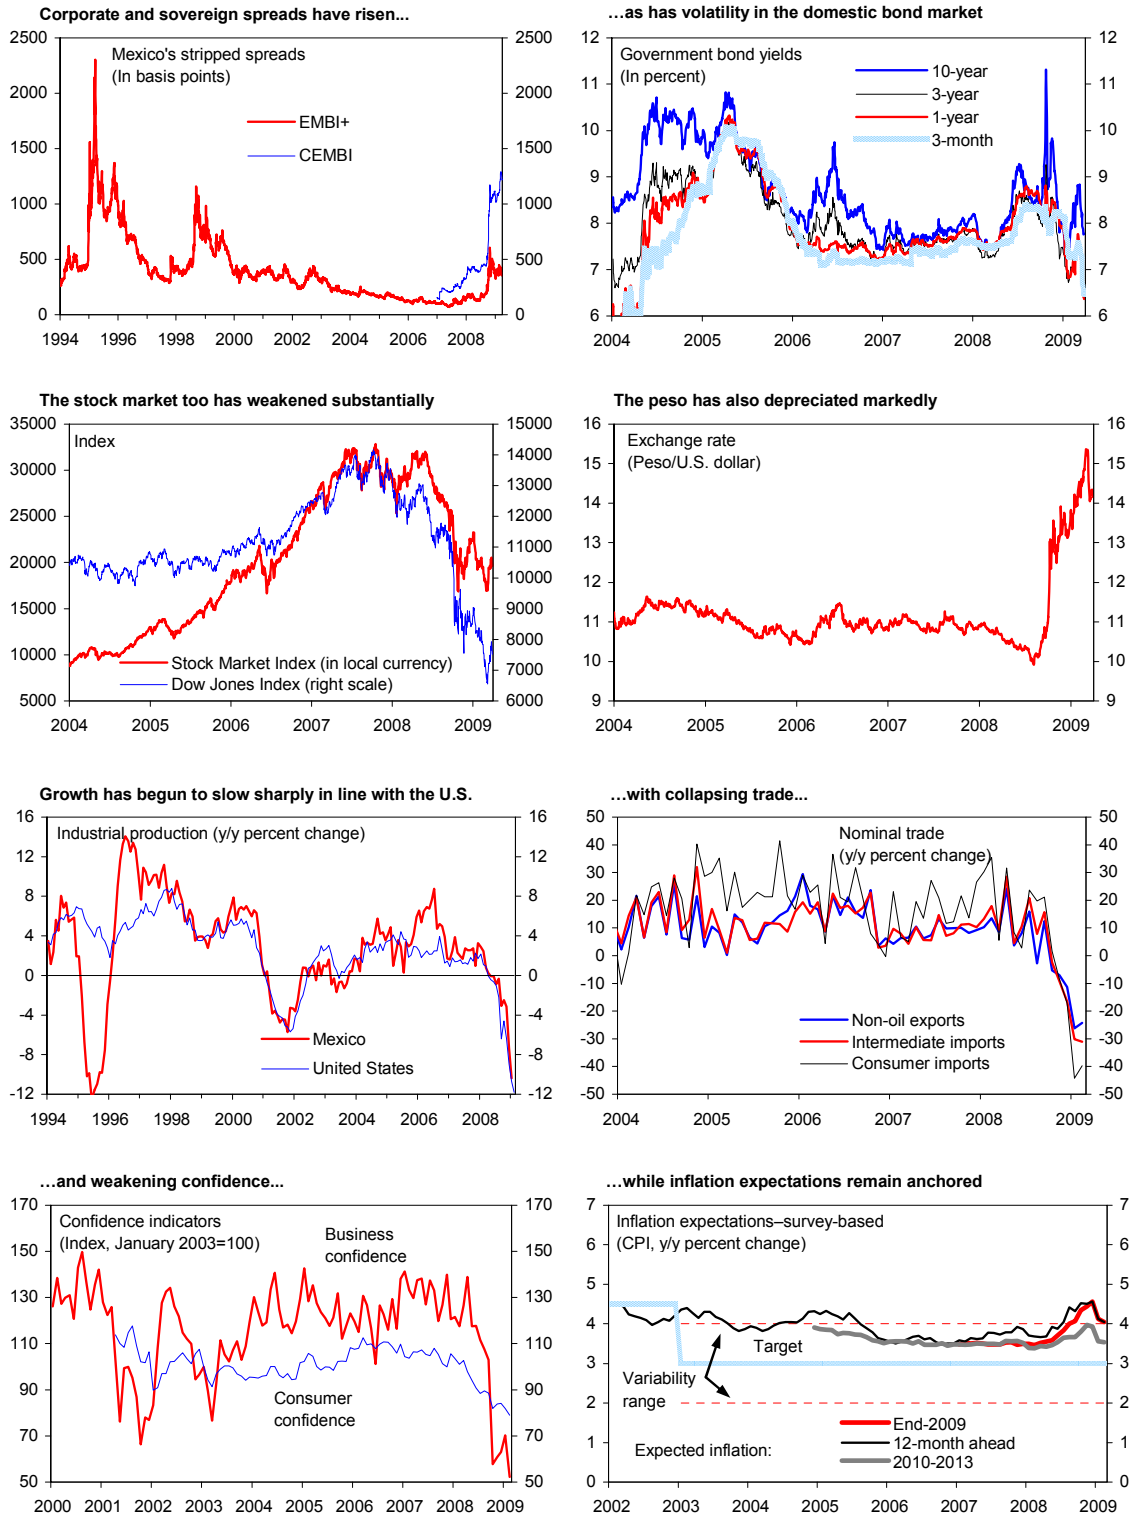 Corporate and sovereign spreads have risen...
2500
2000
1500
1000
500
0
Mexico's stripped spreads
(In basis points)
EMBI+
CEMBI
2500
2000
1500
1000
500
0
1994 1996 1998 2000 2002 2004 2006 2008
…as has volatility in the domestic bond market
12
11
10
9
8
7
6
Government bond yields
(In percent)
10-year
3-year
1-year
3-month
12
11
10
9
8
7
6
2004 2005 2006 2007 2008 2009
The stock market too has weakened substantially
35000
30000
25000
20000
15000
10000
5000
Index
Stock Market Index (in local currency)
Dow Jones Index (right scale)
15000
14000
13000
12000
11000
10000
9000
8000
7000
6000
2004 2005 2006 2007 2008 2009
The peso has also depreciated markedly
16
15
14
13
12
11
10
9
Exchange rate
(Peso/U.S. dollar)
16
15
14
13
12
11
10
9
2004 2005 2006 2007 2008 2009
Growth has begun to slow sharply in line with the U.S.
16
12
8
4
0
-4
-8
-12
Industrial production (y/y percent change)
Mexico
United States
16
12
8
4
0
-4
-8
-12
1994 1996 1998 2000 2002 2004 2006 2008
…with collapsing trade...
50
40
30
20
10
0
-10
-20
-30
-40
-50
Nominal trade
(y/y percent change)
Non-oil exports
Intermediate imports
Consumer imports
50
40
30
20
10
0
-10
-20
-30
-40
-50
2004 2005 2006 2007 2008 2009
…and weakening confidence...
170
150
130
110
90
70
50
Confidence indicators
(Index, January 2003=100)
Business
confidence
Consumer
confidence
170
150
130
110
90
70
50
2000 2001 2002 2003 2004 2005 2006 2007 2008 2009
…while inflation expectations remain anchored
7
6
5
4
3
2
1
0
Inflation expectations–survey-based
(CPI, y/y percent change)
Target
Variability
range
Expected inflation:
End-2009
12-month ahead
2010-2013
7
6
5
4
3
2
1
0
2002 2003 2004 2005 2006 2007 2008 2009